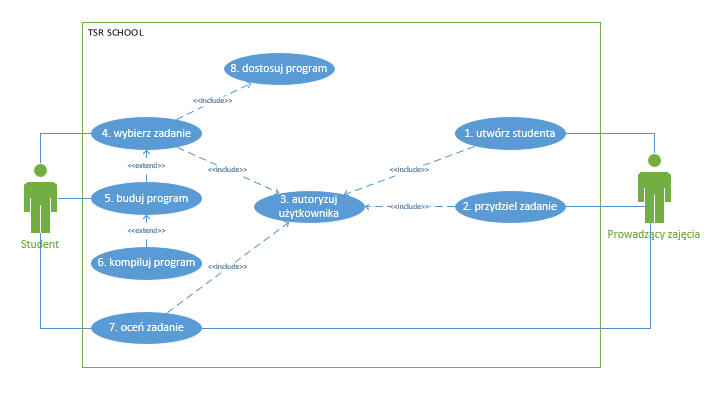 TSR SCHOOL
8. dostosuj program
<<include>>
4. wybierz zadanie
1. utwórz studenta
<<extend>>
<<include>>
<<include>>
5. buduj program
3. autoryzuj
użytkownika
<<include>>
2. przydziel zadanie
<<extend>>
Student
Prowadzący zajęcia
6. kompiluj program
<<include>>
7. oceń zadanie